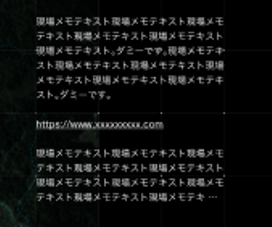 現場メモテキスト現場メモテキスト現場メモ
テキスト現場メモテキスト現場メモテキスト
現場メモテキスト。ダミーです。現場メモテキ
スト現場メモテキスト現場メモテキスト現場
メモテキスト現場メモテキスト現場メモテキ
スト。ダミーです。
https://www.xxxxxxxxx.com
現場メモテキスト現場メモテキスト現場メモ
テキスト現場メモテキスト現場メモテキスト
現場メモテキスト現場メモテキスト現場メモ
テキスト現場メモテキスト現場メモテキ …